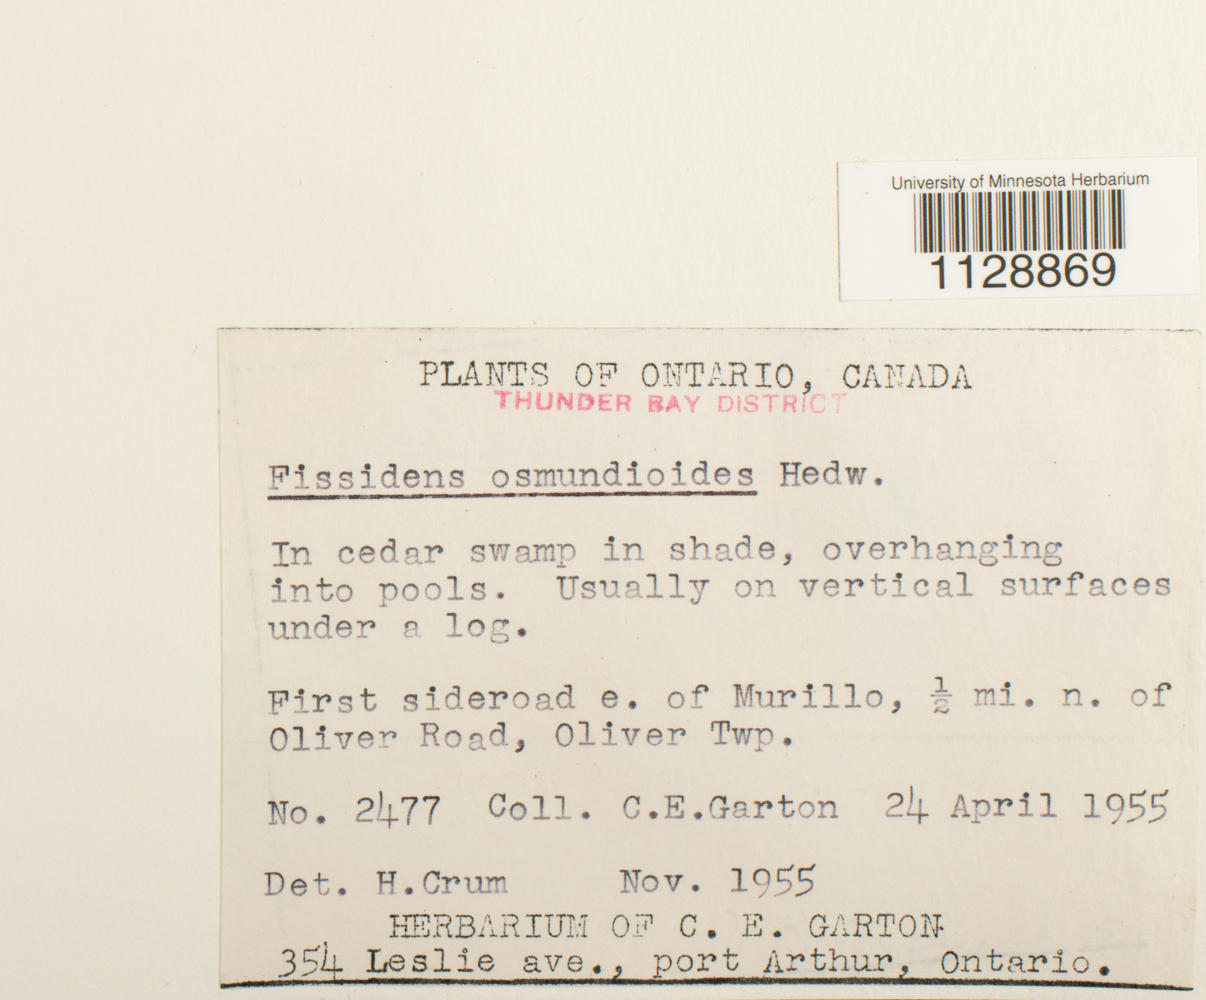 University of Minnesota Herbarium
1128869
PLANTS OF ONTARIO, CANADA
THUNDER BAY DISTRICT
Fissidens osmundioides Hedw.
In cedar swamp in shade, overhanging
into pools. Usually on vertical surfaces
under a log.
First sideroad e. of Murillo, ½ mi. n. of
Oliver Road, Oliver Twp.
No. 2477 Coll. C.E.Garton 24 April 1955
Det. H.Crum Nov. 1955
HERBARIUM OF C. E. GARTON
354 Leslie ave., port Arthur, Ontario.